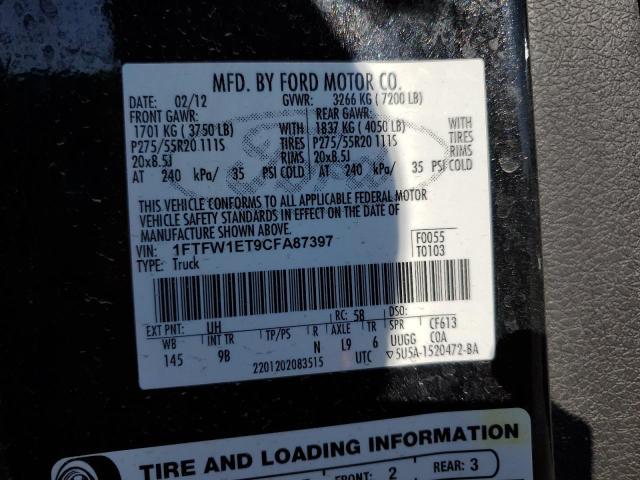 MFD. BY FORD MOTOR CO.
DATE: 02/12 GVWR: 3266 KG ( 7200 LB)
FRONT GAWR: REAR GAWR:
1701 KG ( 3750 LB) WITH 1837 KG ( 4050 LB) WITH
P275/55R20 111S TIRES P275/55R20 111S TIRES
20x8.5J RIMS 20x8.5J RIMS
AT 240 kPa/ 35 PSI COLD AT 240 kPa/ 35 PSI COLD
THIS VEHICLE CONFORMS TO ALL APPLICABLE FEDERAL MOTOR
VEHICLE SAFETY STANDARDS IN EFFECT ON THE DATE OF
MANUFACTURE SHOWN ABOVE.
VIN: 1FTFW1ET9CFA87397 F0055
TYPE: Truck T0103
RC: 58 DSO:
EXT PNT: UH CF613
WB INT TR TP/PS R AXLE TR SPR C0A
145 9B N L9 6 UUGG
2201202083515 UTC ▽5U5A-1520472-BA
TIRE AND LOADING INFORMATION
FRONT: 2 REAR: 3